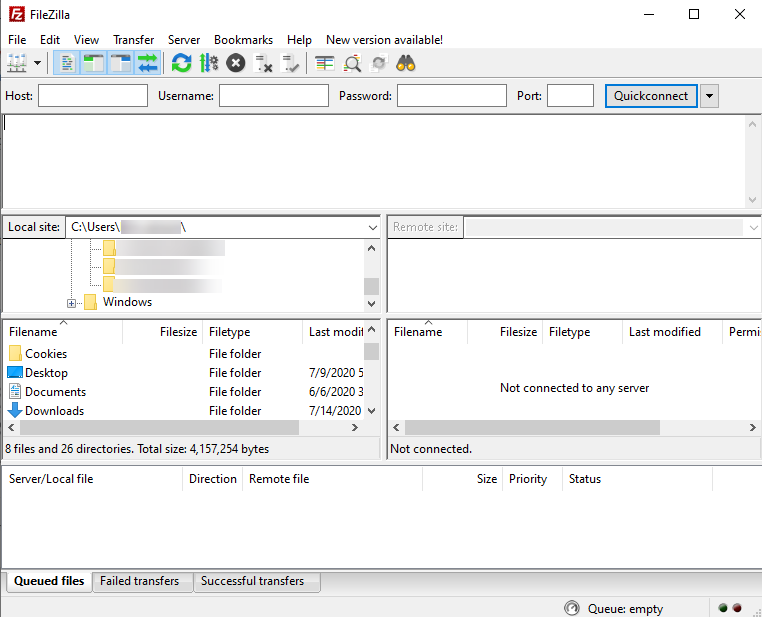 FileZilla
File Edit View Transfer Server Bookmarks Help New version available!
Host: Username: Password: Port: Quickconnect
Local site: C:\Users\ \
Remote site:
Windows
Filename Filesize Filetype Last modif
Cookies File folder
Desktop File folder 7/9/2020 5
Documents File folder 6/6/2020 3
Downloads File folder 7/14/2020
8 files and 26 directories. Total size: 4,157,254 bytes
Filename Filesize Filetype Last modified Permi
Not connected to any server
Not connected.
Server/Local file Direction Remote file Size Priority Status
Queued files Failed transfers Successful transfers
Queue: empty